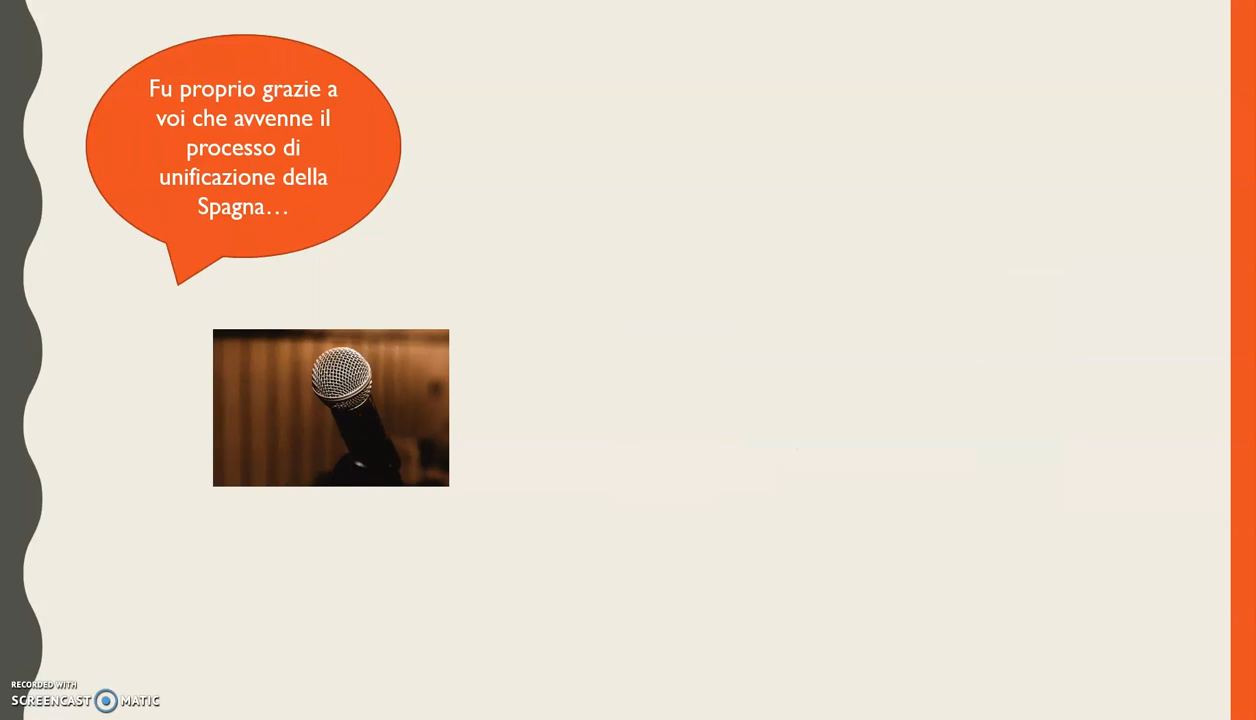 Fu proprio grazie a
voi che avvenne il
processo di
unificazione della
Spagna…
RECORDED WITH
SCREENCAST MATIC